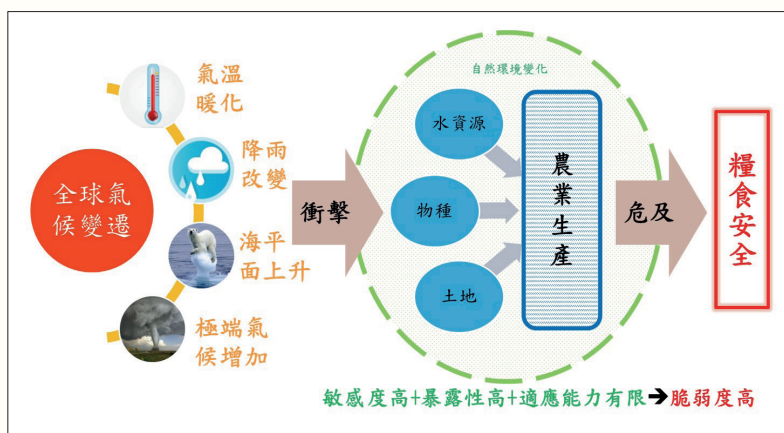 全球氣
候變遷
氣溫
暖化
降雨
改變
海平
面上升
極端氣
候增加
衝擊
自然環境變化
水資源
物種
土地
農業生產
危及
糧食安全
敏感度高+暴露性高+適應能力有限→脆弱度高